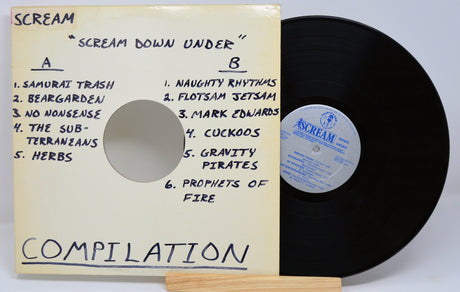 SCREAM
"SCREAM DOWN UNDER"
A
1. SAMURAI TRASH
2. BEARGARDEN
3. NO NONSENSE
4. THE SUB-
TERRANEANS
5. HERBS
B
1. NAUGHTY RHYTHMS
2. FLOTSAM JETSAM
3. MARK EDWARDS
4. CUCKOOS
5. GRAVITY
PIRATES
6. PROPHETS OF
FIRE
COMPILATION
SCREAM